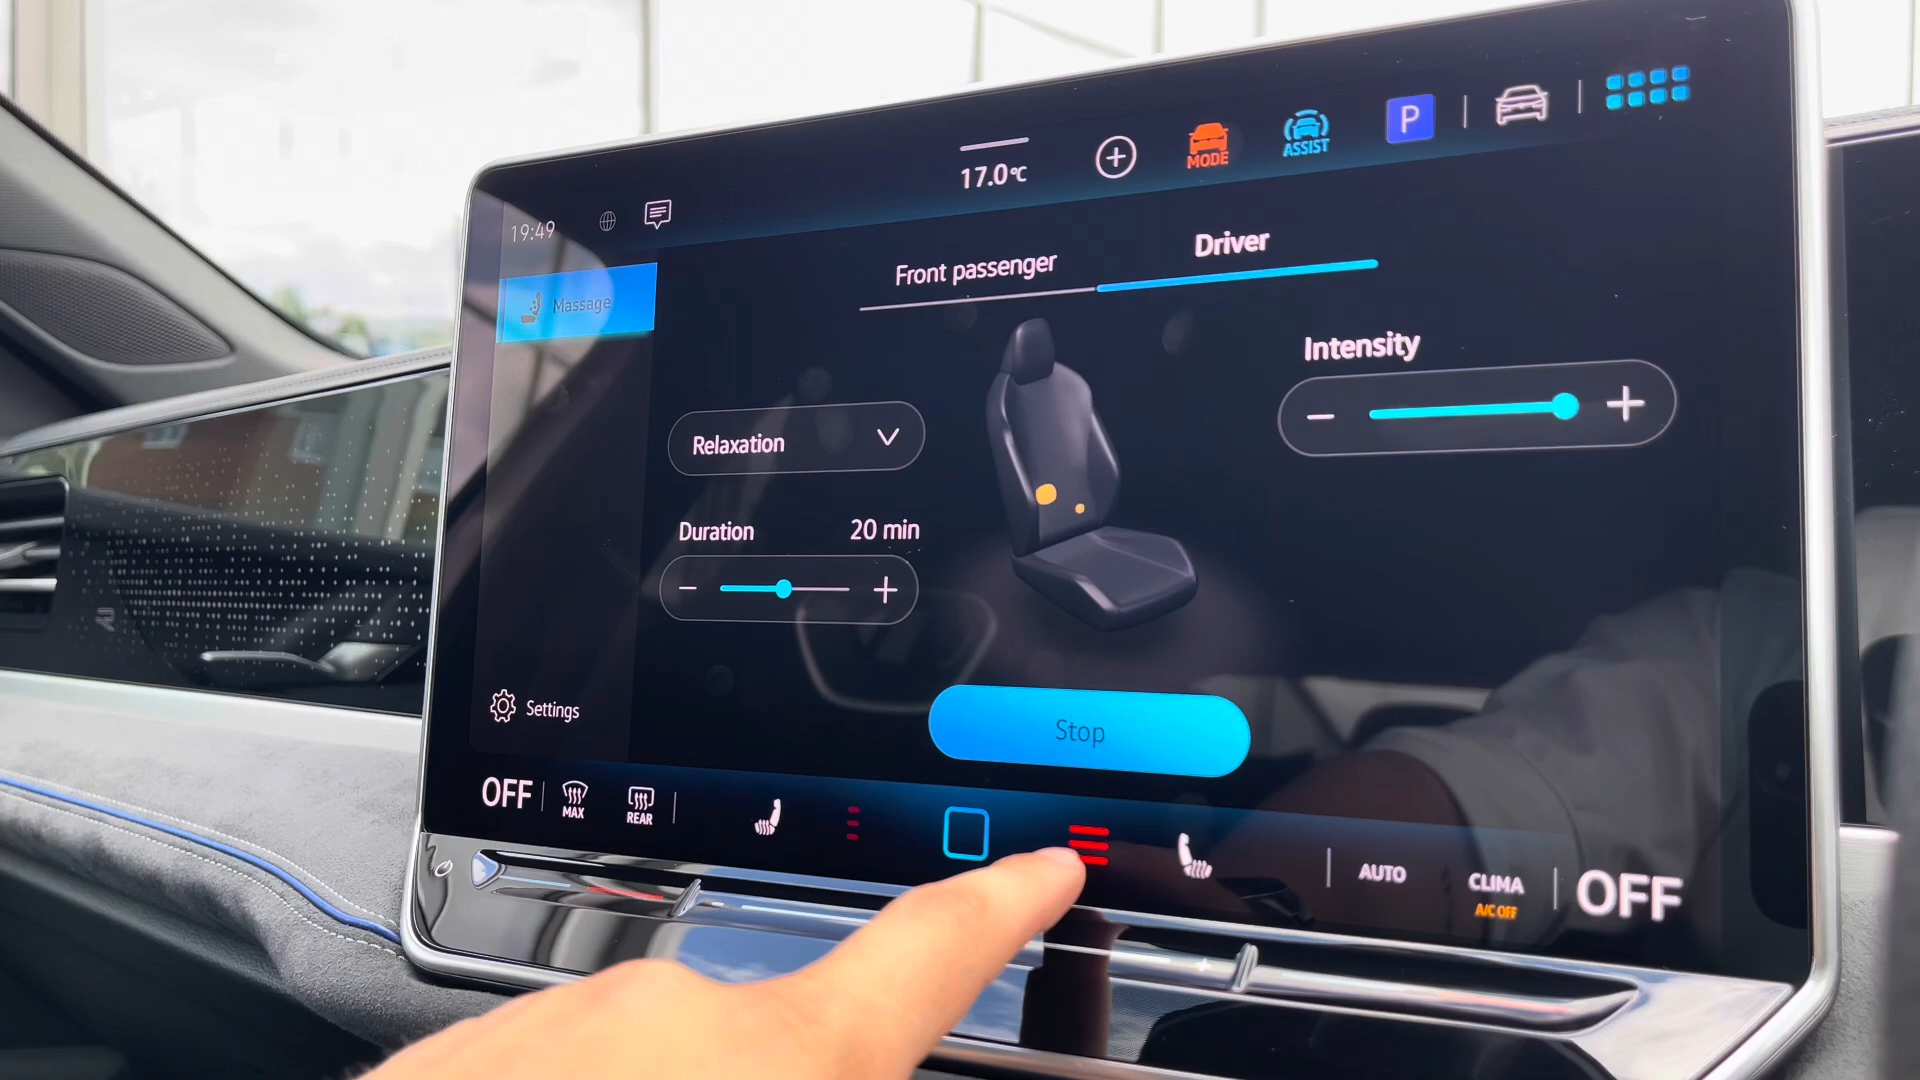 17.0°C
MODE
ASSIST
P
19:49
Front passenger
Driver
Massage
Intensity
Relaxation
Duration 20 min
Stop
Settings
OFF
MAX
REAR
AUTO
CLIMA
A/C OFF
OFF
R